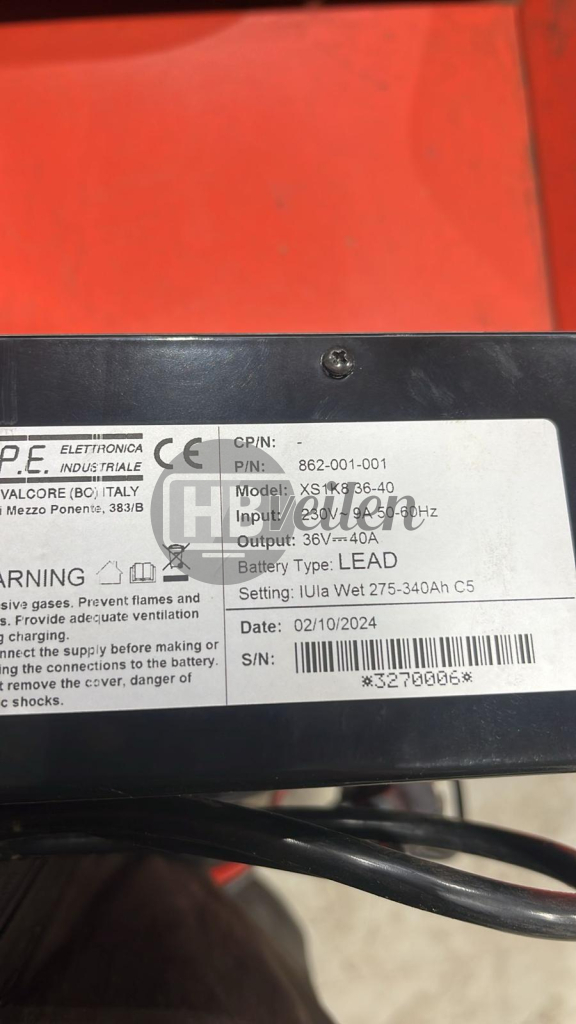 P.E. ELETTRONICA
INDUSTRIALE
CE
VALCORE (BO) ITALY
Mezzo Ponente, 383/B
ARNING
sive gases. Prevent flames and
s. Provide adequate ventilation
g charging.
nnect the supply before making or
ing the connections to the battery.
t remove the cover, danger of
ic shocks.
CP/N: -
P/N: 862-001-001
Model: XS1K8 36-40
Input: 230V~ 9A 50-60Hz
Output: 36V⎓40A
Battery Type: LEAD
Setting: IUIa Wet 275-340Ah C5
Date: 02/10/2024
S/N:
*3270006*
HBveilen